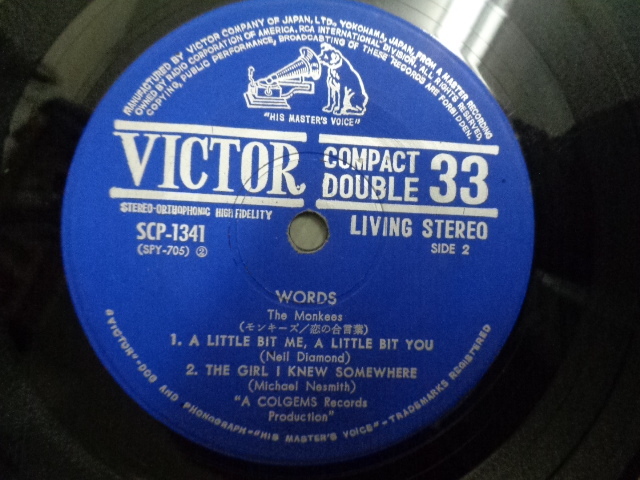 MANUFACTURED BY VICTOR COMPANY OF JAPAN, LTD., YOKOHAMA, JAPAN, FROM A MASTER RECORDING
OWNED BY RADIO CORPORATION OF AMERICA, RCA INTERNATIONAL DIVISION. ALL RIGHTS RESERVED,
COPYING, PUBLIC PERFORMANCE, BROADCASTING OF THESE RECORDS ARE FORBIDDEN.
"HIS MASTER'S VOICE"
VICTOR COMPACT DOUBLE 33
STEREO-ORTHOPHONIC HIGH FIDELITY
LIVING STEREO
SCP-1341
SIDE 2
(SPY-705) ②
WORDS
The Monkees
(モンキーズ/恋の合言葉)
1. A LITTLE BIT ME, A LITTLE BIT YOU
(Neil Diamond)
2. THE GIRL I KNEW SOMEWHERE
(Michael Nesmith)
"A COLGEMS Records
Production"
"VICTOR"-DOG AND PHONOGRAPH-"HIS MASTER'S VOICE"-TRADEMARKS REGISTERED